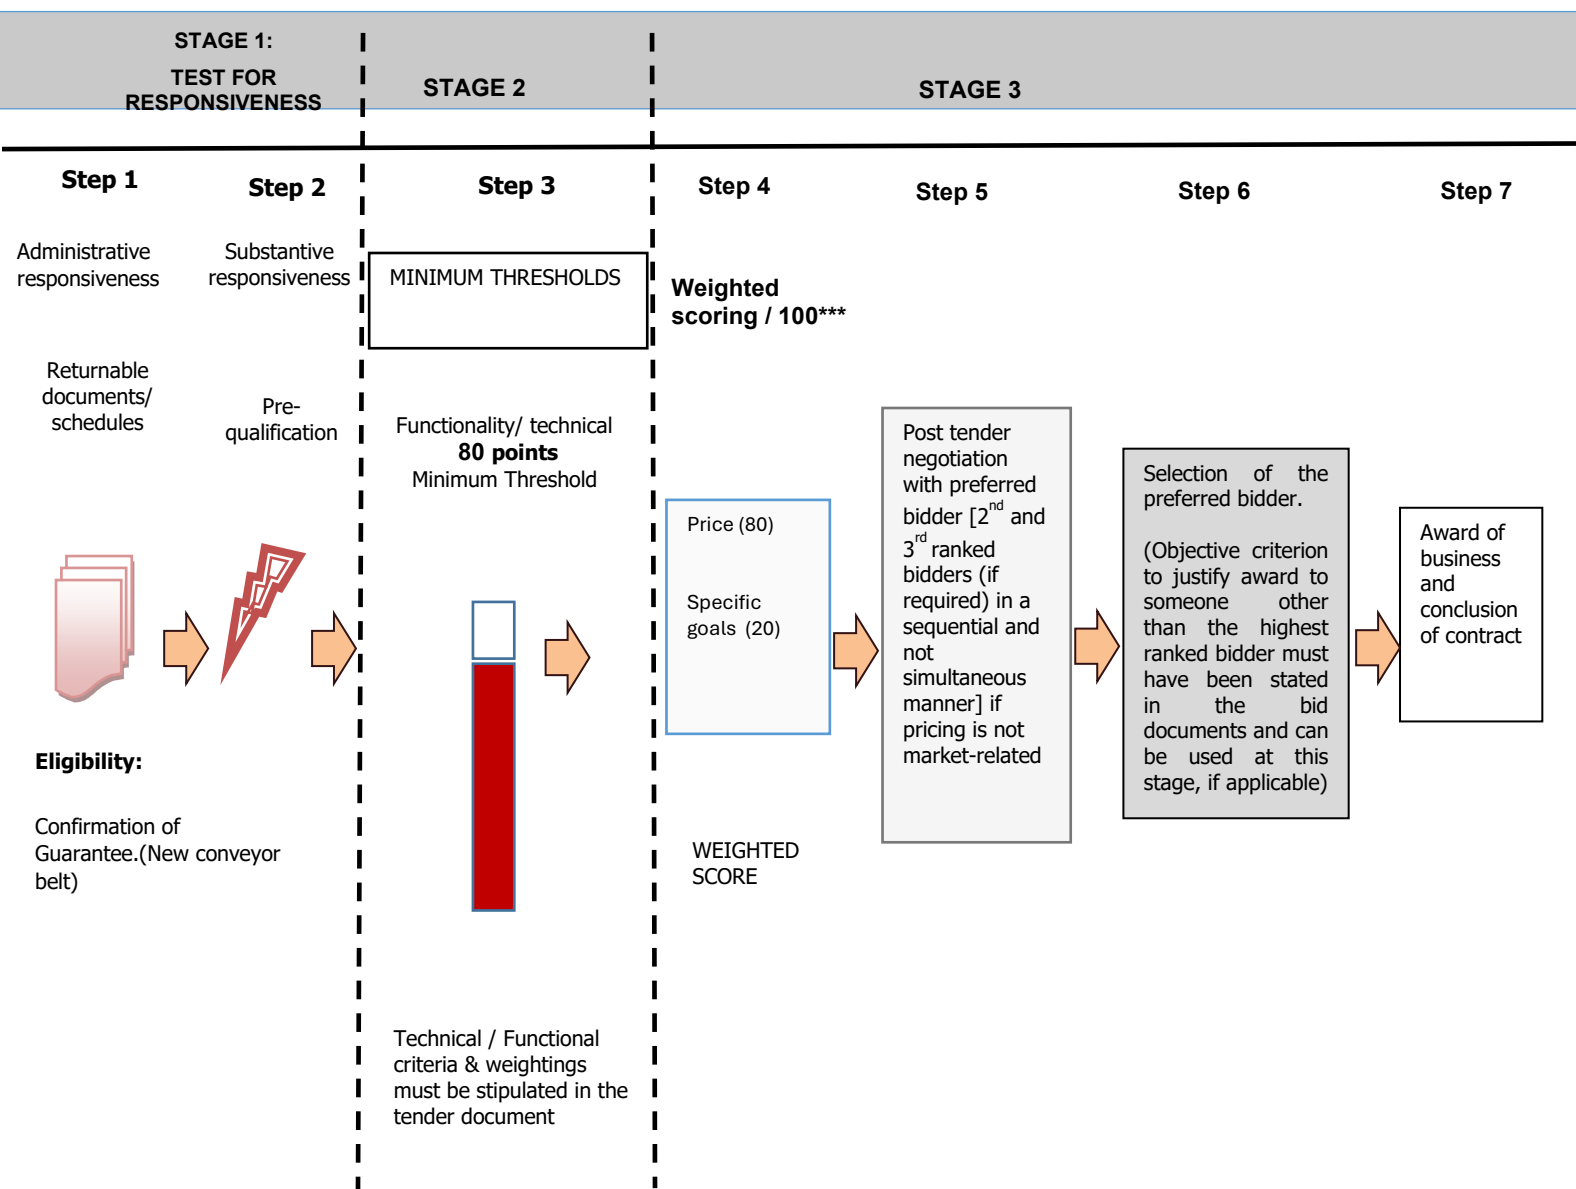 STAGE 1:
TEST FOR
RESPONSIVENESS
STAGE 2
STAGE 3
Step 1
Step 2
Step 3
Step 4
Step 5
Step 6
Step 7
Administrative
responsiveness
Substantive
responsiveness
MINIMUM THRESHOLDS
Weighted
scoring / 100***
Returnable
documents/
schedules
Pre-
qualification
Functionality/ technical
80 points
Minimum Threshold
Price (80)
Specific
goals (20)
Post tender
negotiation
with preferred
bidder [2nd and
3rd ranked
bidders (if
required) in a
sequential and
not
simultaneous
manner] if
pricing is not
market-related
Selection of the
preferred bidder.
(Objective criterion
to justify award to
someone other
than the highest
ranked bidder must
have been stated
in the bid
documents and can
be used at this
stage, if applicable)
Award of
business
and
conclusion
of contract
Eligibility:
Confirmation of
Guarantee.(New conveyor
belt)
WEIGHTED
SCORE
Technical / Functional
criteria & weightings
must be stipulated in the
tender document